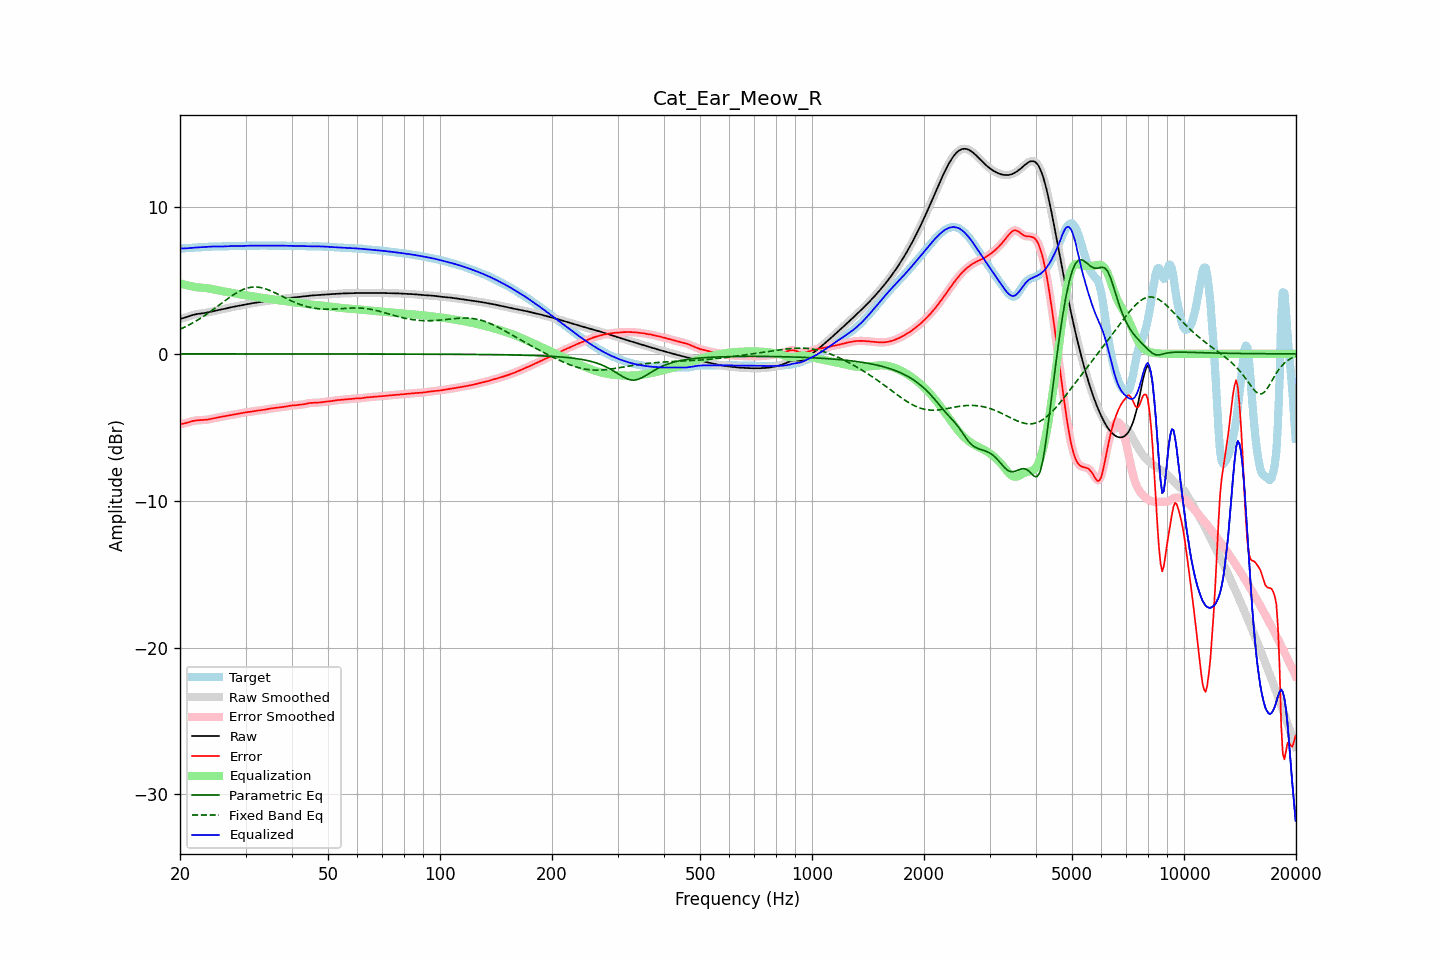 Cat_Ear_Meow_R
Amplitude (dBr)
10
0
−10
−20
−30
Target
Raw Smoothed
Error Smoothed
Raw
Error
Equalization
Parametric Eq
Fixed Band Eq
Equalized
20 50 100 200 500 1000 2000 5000 10000 20000
Frequency (Hz)